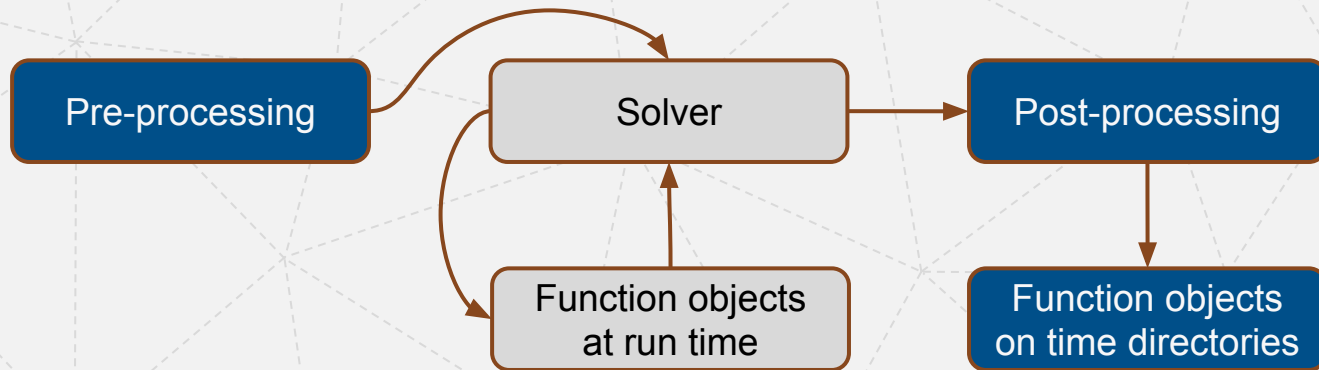 Pre-processing
Solver
Post-processing
Function objects
at run time
Function objects
on time directories